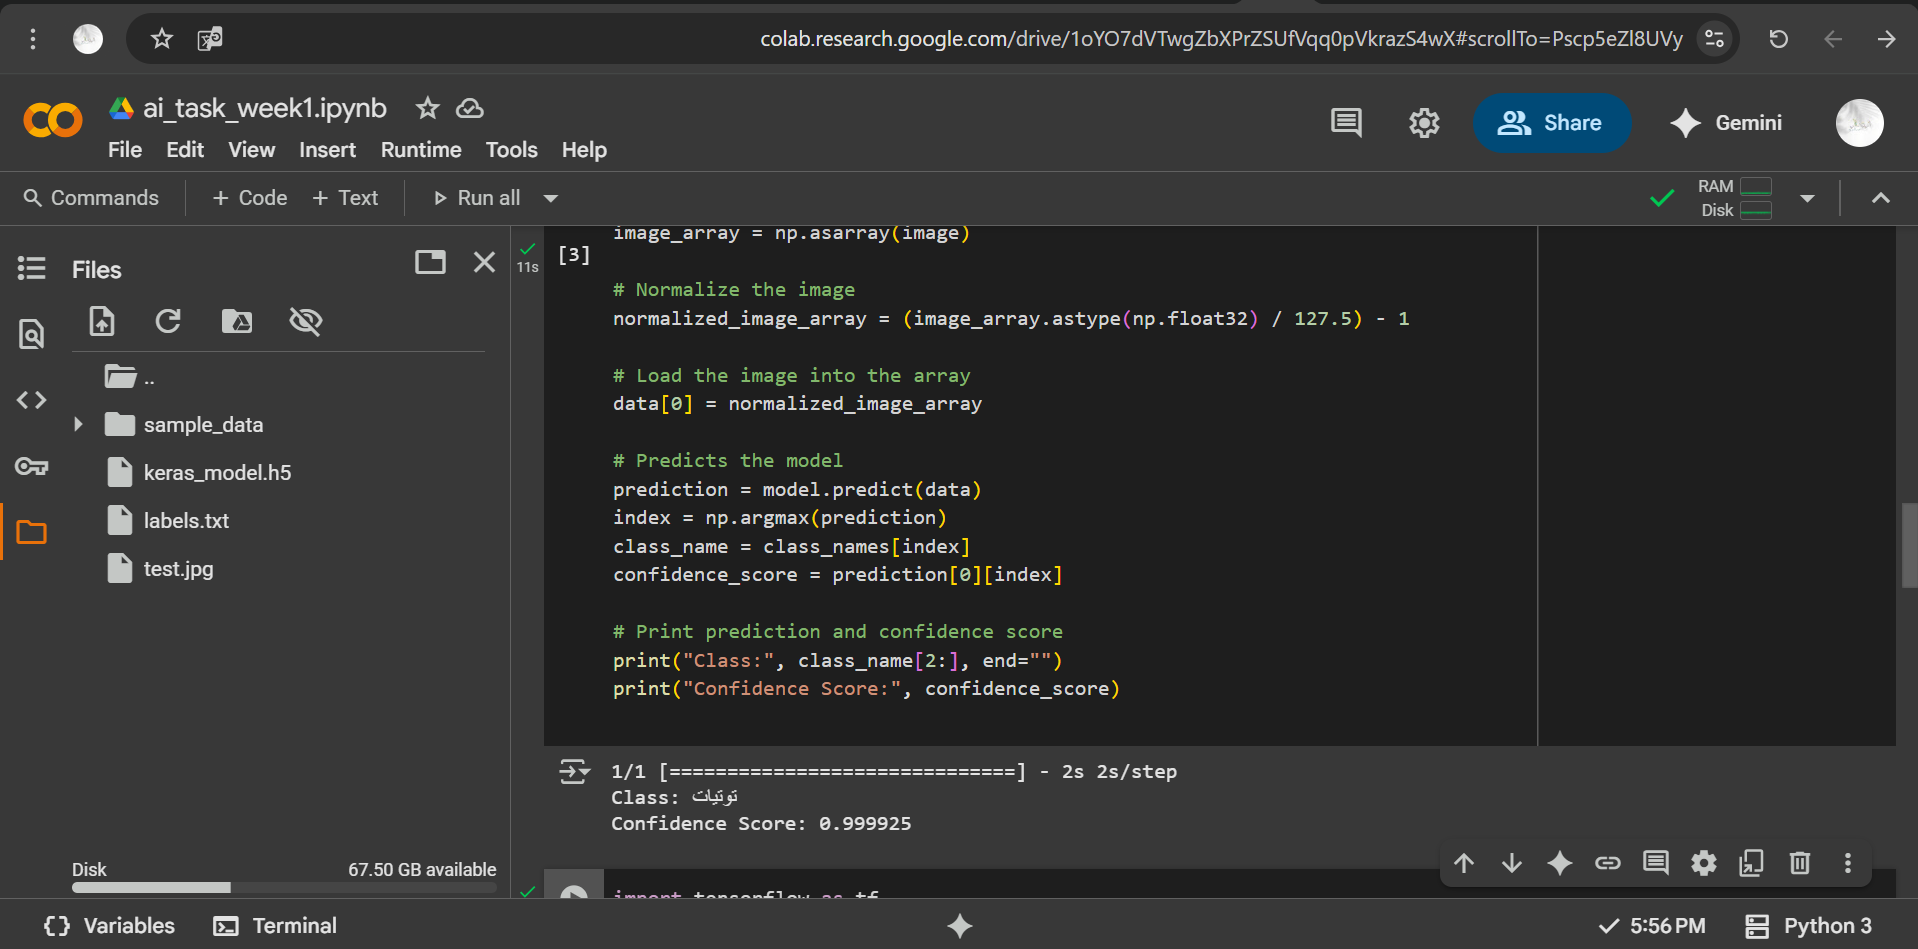 colab.research.google.com/drive/1oYO7dVTwgZbXPrZSUfVqq0pVkrazS4wX#scrollTo=Pscp5eZl8UVy
ai_task_week1.ipynb
File Edit View Insert Runtime Tools Help
Share
Gemini
Commands
+ Code + Text
Run all
RAM
Disk
Files
..
sample_data
keras_model.h5
labels.txt
test.jpg
Disk 67.50 GB available
11s
[3]
image_array = np.asarray(image)
# Normalize the image
normalized_image_array = (image_array.astype(np.float32) / 127.5) - 1
# Load the image into the array
data[0] = normalized_image_array
# Predicts the model
prediction = model.predict(data)
index = np.argmax(prediction)
class_name = class_names[index]
confidence_score = prediction[0][index]
# Print prediction and confidence score
print("Class:", class_name[2:], end="")
print("Confidence Score:", confidence_score)
1/1 [==============================] - 2s 2s/step
Class: توتيات
Confidence Score: 0.999925
import tensorflow as tf
Variables
Terminal
5:56 PM
Python 3